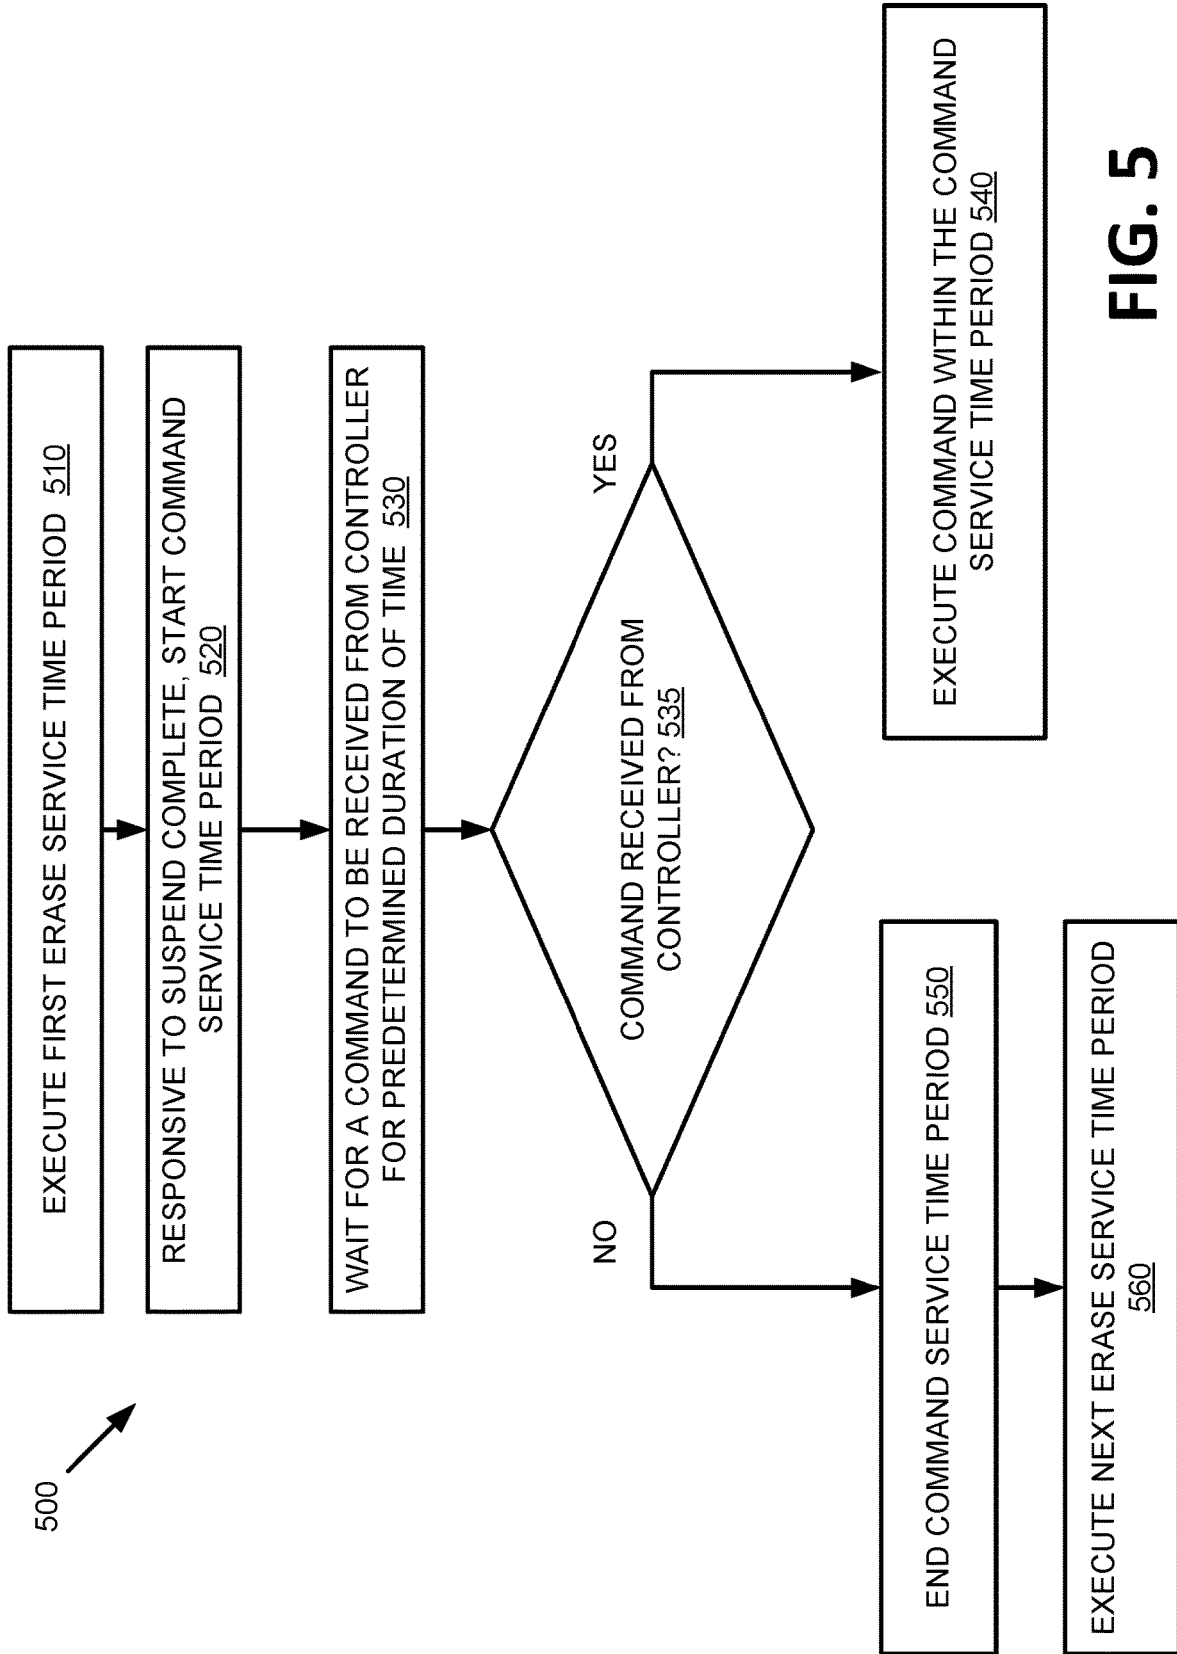 500
EXECUTE FIRST ERASE SERVICE TIME PERIOD 510
RESPONSIVE TO SUSPEND COMPLETE, START COMMAND
SERVICE TIME PERIOD 520
WAIT FOR A COMMAND TO BE RECEIVED FROM CONTROLLER
FOR PREDETERMINED DURATION OF TIME 530
COMMAND RECEIVED FROM
CONTROLLER? 535
NO
YES
END COMMAND SERVICE TIME PERIOD 550
EXECUTE NEXT ERASE SERVICE TIME PERIOD
560
EXECUTE COMMAND WITHIN THE COMMAND
SERVICE TIME PERIOD 540
FIG. 5